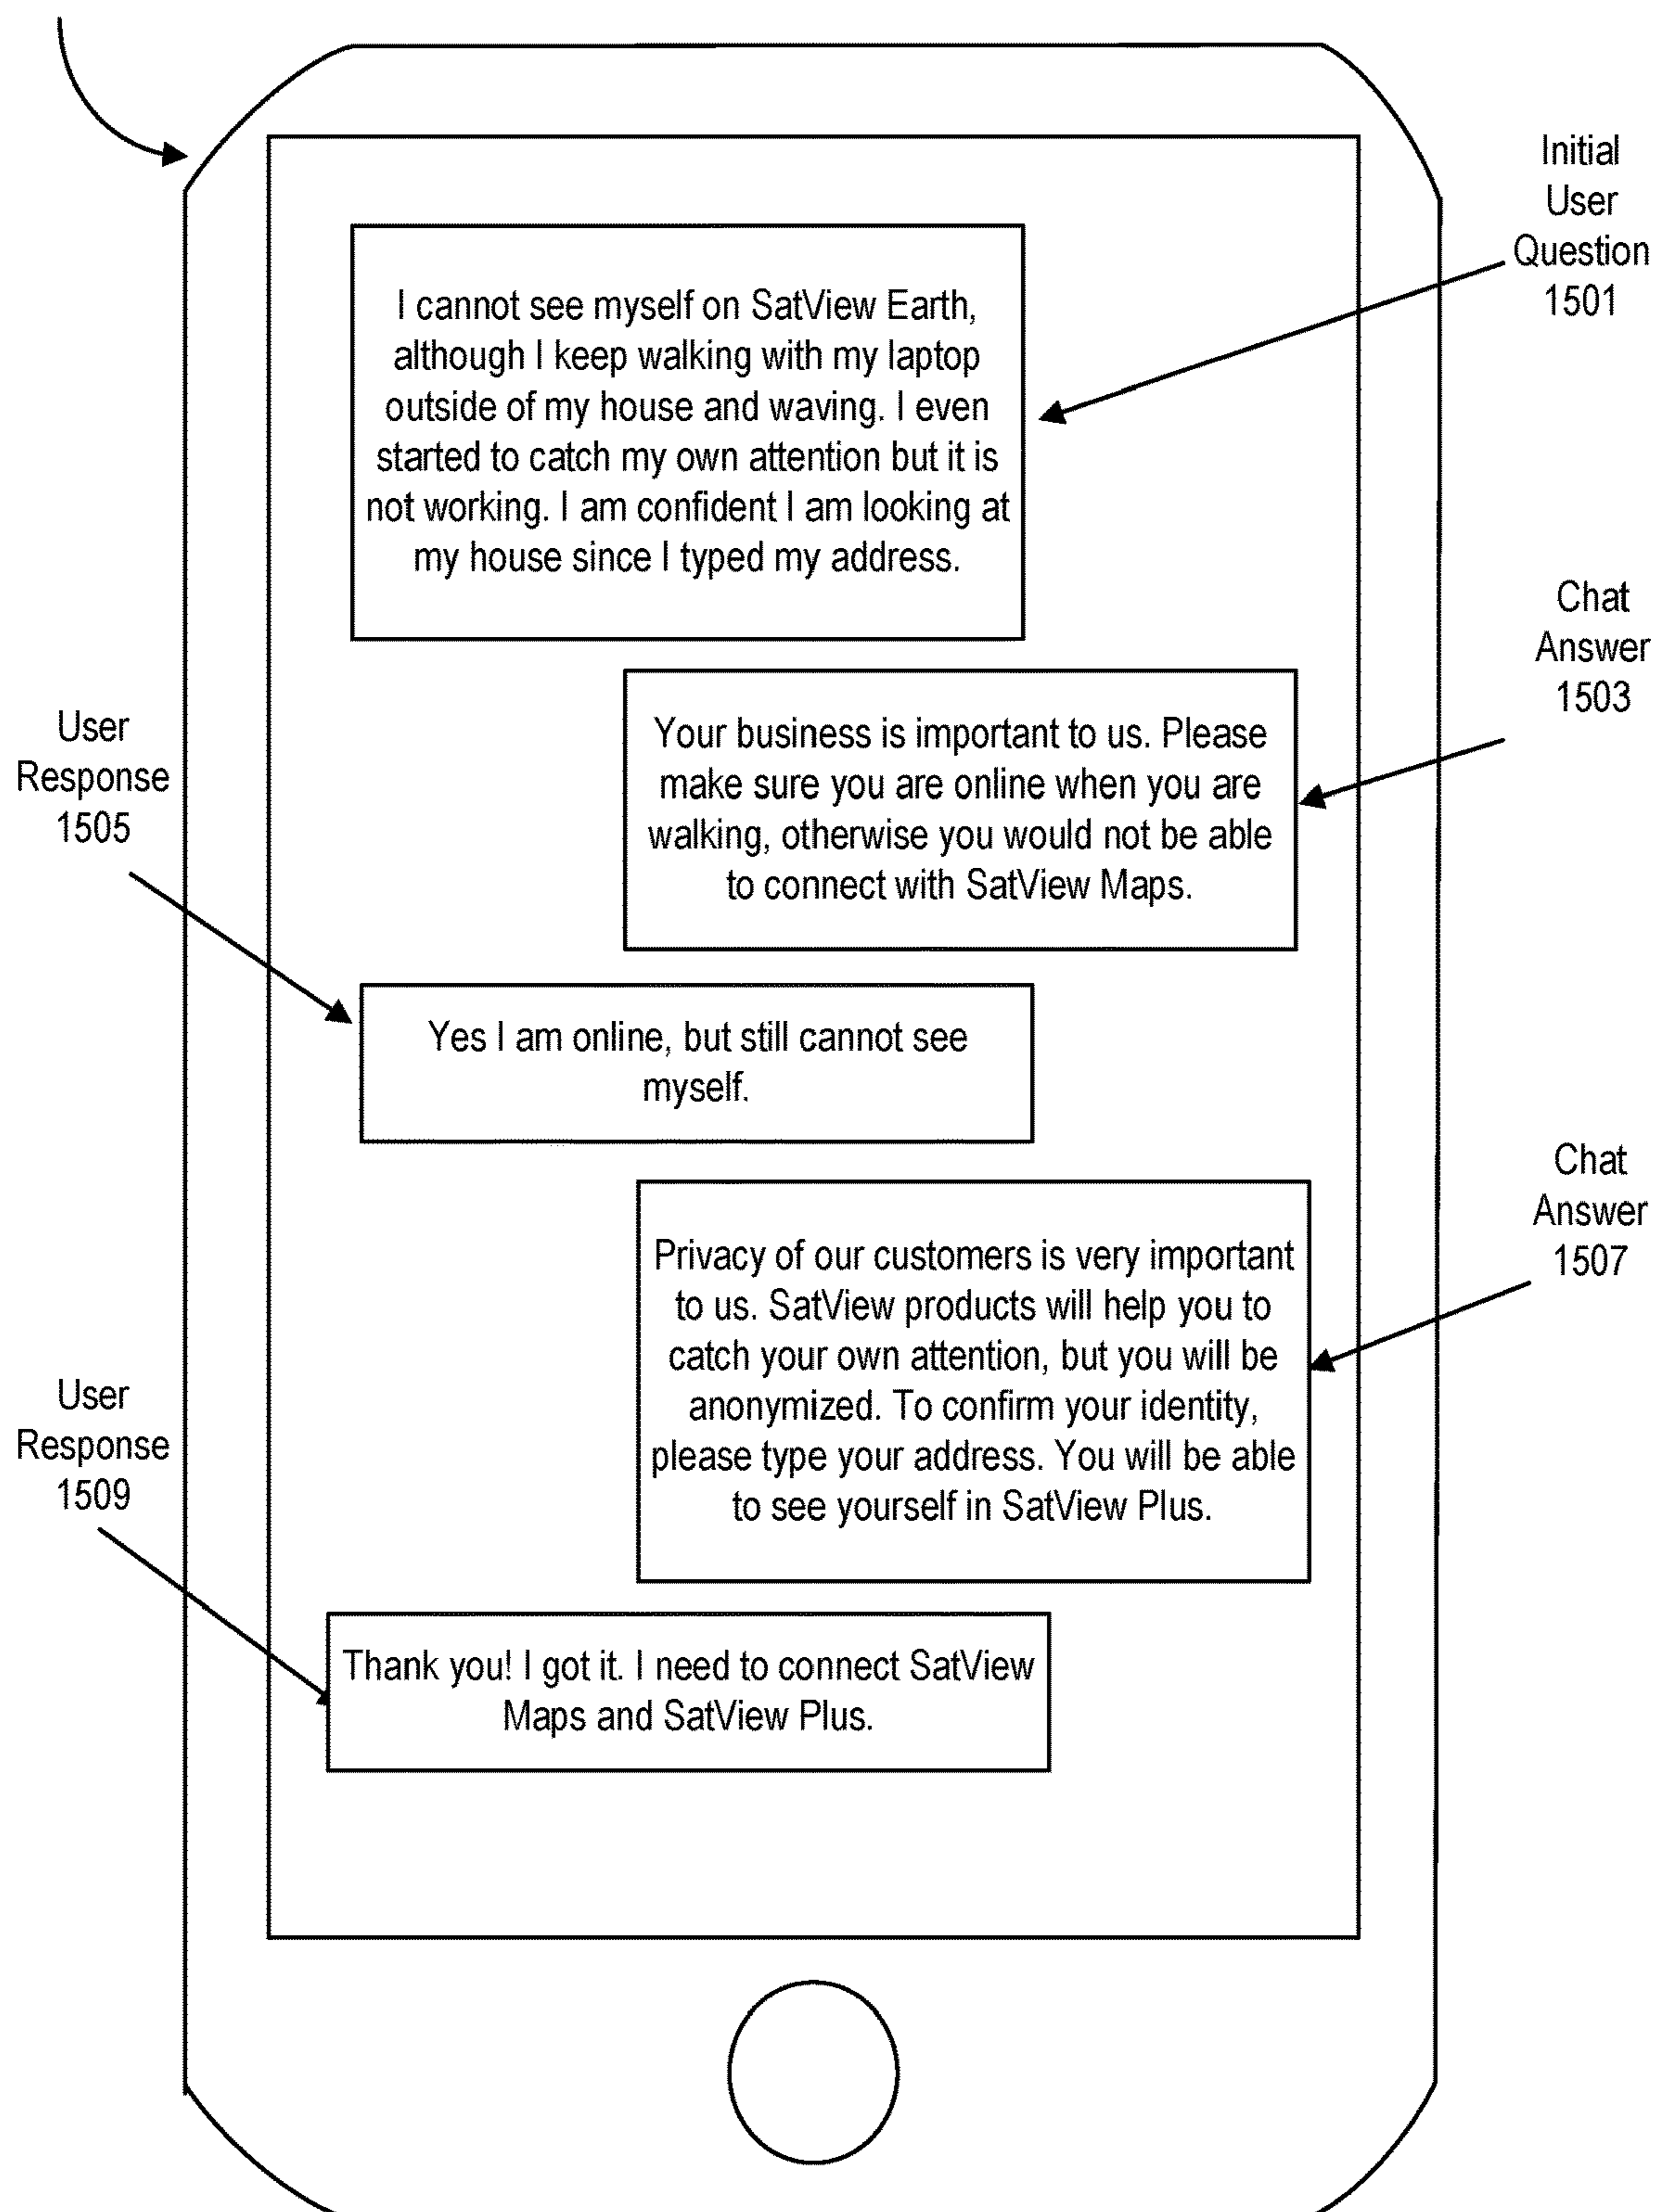 Initial
User
Question
1501
I cannot see myself on SatView Earth,
although I keep walking with my laptop
outside of my house and waving. I even
started to catch my own attention but it is
not working. I am confident I am looking at
my house since I typed my address.
Chat
Answer
1503
Your business is important to us. Please
make sure you are online when you are
walking, otherwise you would not be able
to connect with SatView Maps.
User
Response
1505
Yes I am online, but still cannot see
myself.
Chat
Answer
1507
Privacy of our customers is very important
to us. SatView products will help you to
catch your own attention, but you will be
anonymized. To confirm your identity,
please type your address. You will be able
to see yourself in SatView Plus.
User
Response
1509
Thank you! I got it. I need to connect SatView
Maps and SatView Plus.